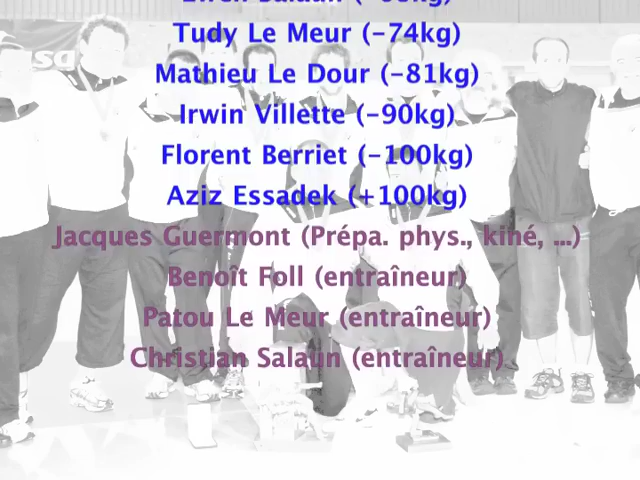 Tudy Le Meur (-74kg)
Mathieu Le Dour (-81kg)
Irwin Villette (-90kg)
Florent Berriet (-100kg)
Aziz Essadek (+100kg)
Jacques Guermont (Prépa. phys., kiné, ...)
Benoît Foll (entraîneur)
Patou Le Meur (entraîneur)
Christian Salaün (entraîneur)